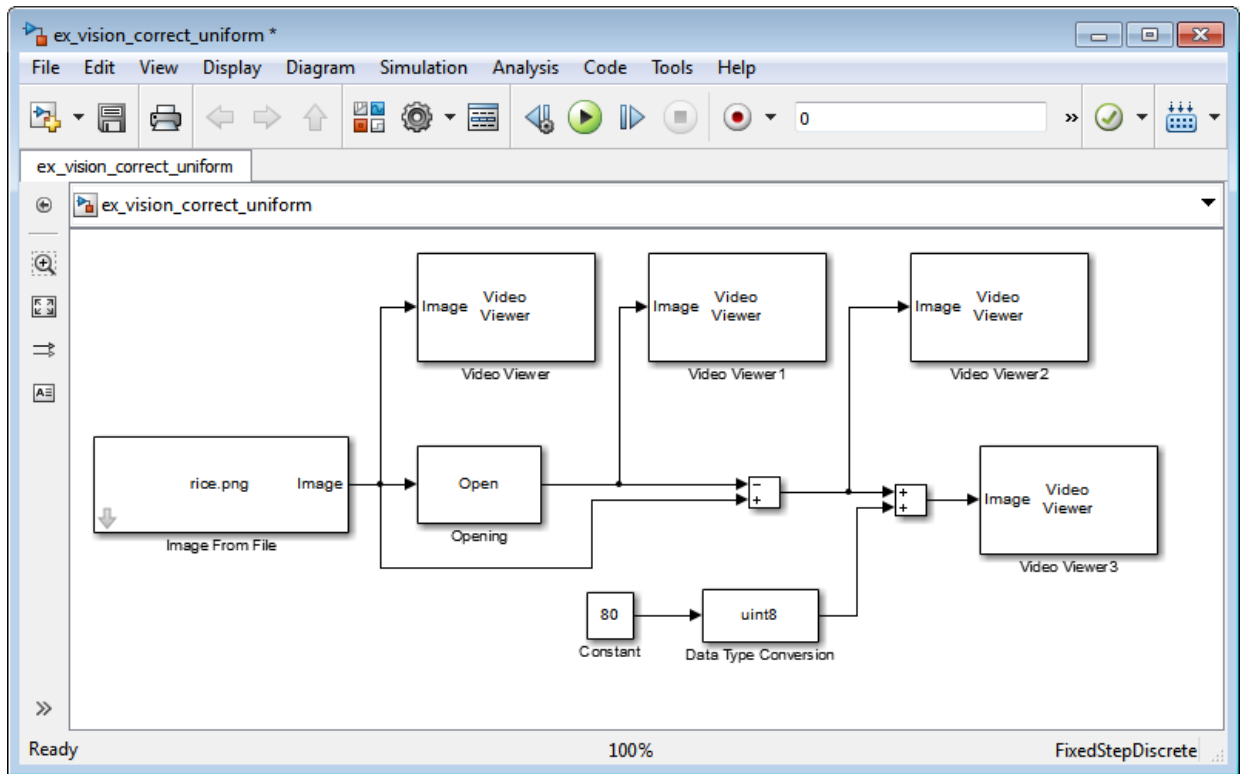 ex_vision_correct_uniform *
File Edit View Display Diagram Simulation Analysis Code Tools Help
0 »
ex_vision_correct_uniform
ex_vision_correct_uniform
Image Video Viewer
Video Viewer
Image Video Viewer
Video Viewer1
Image Video Viewer
Video Viewer2
rice.png Image
Image From File
Open
Opening
−
+
+
+
Image Video Viewer
Video Viewer3
80
Constant
uint8
Data Type Conversion
A
»
Ready 100% FixedStepDiscrete